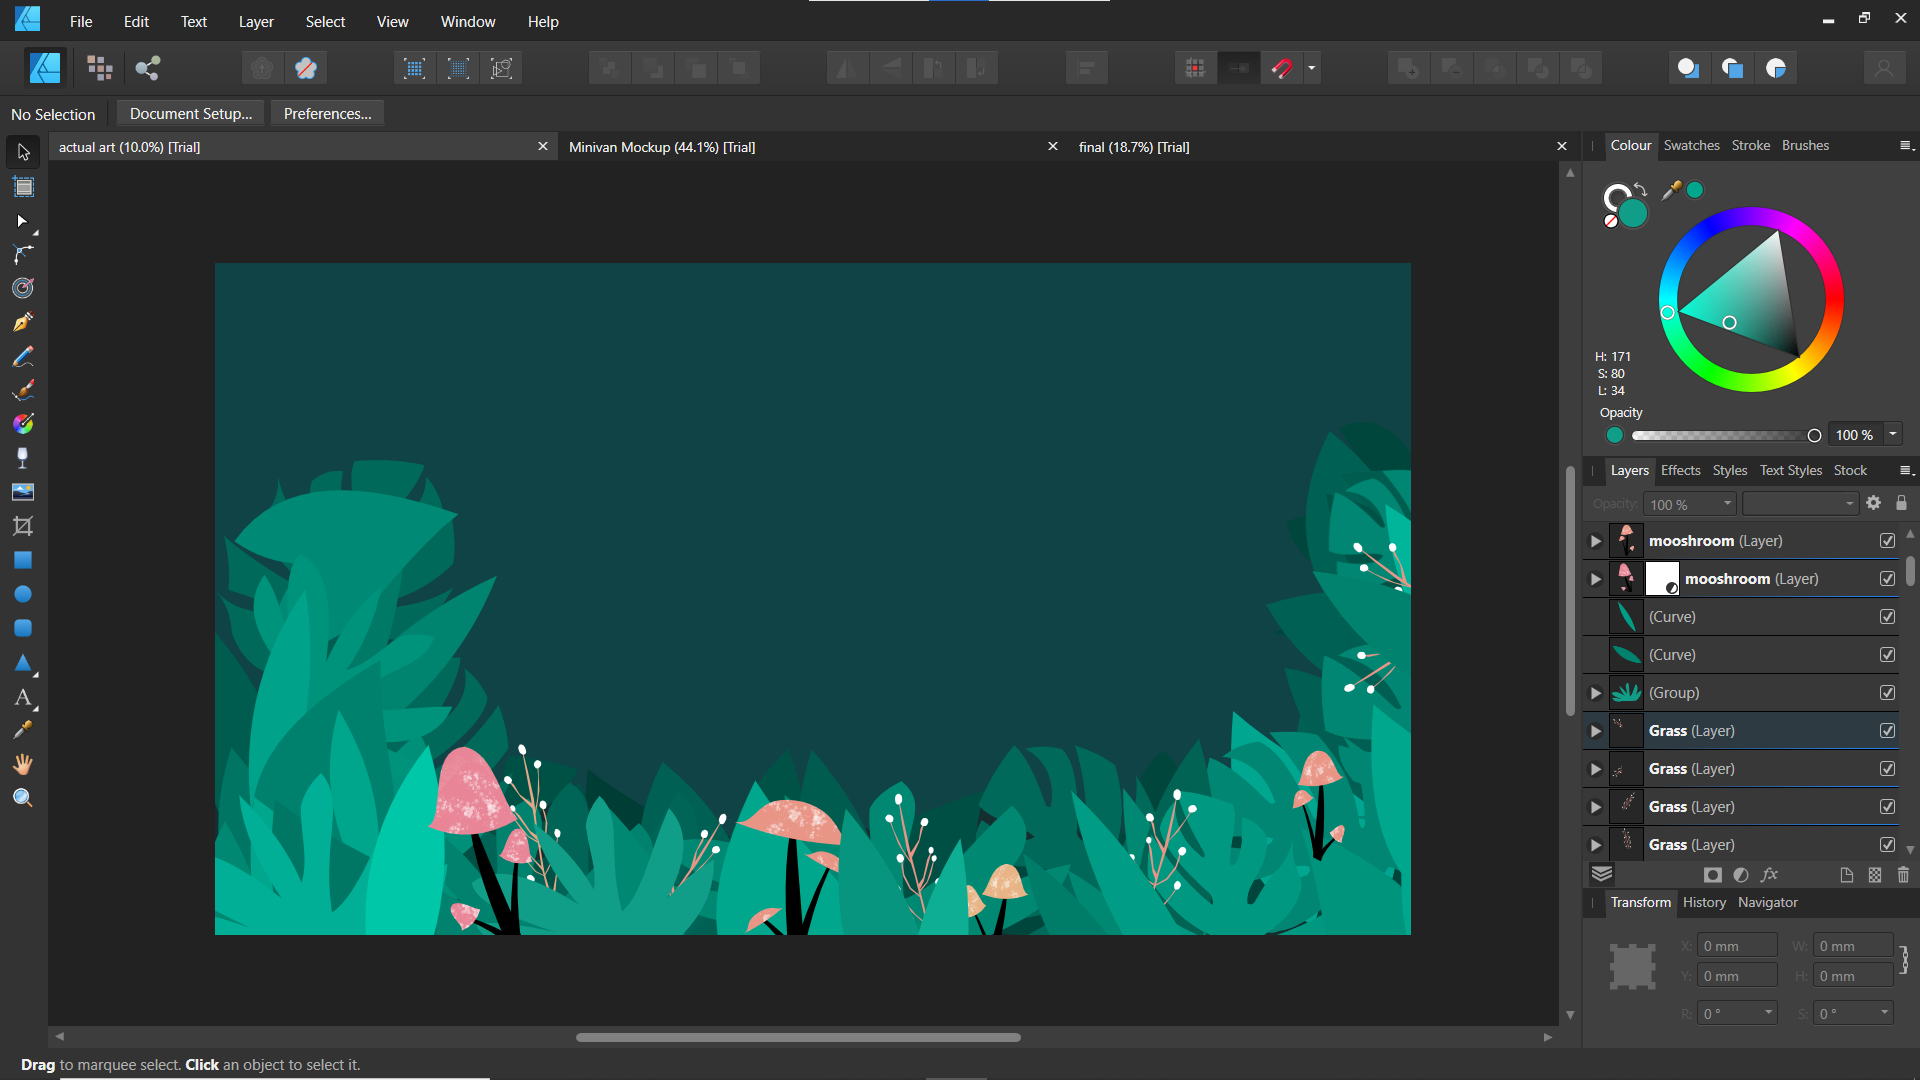 File Edit Text Layer Select View Window Help
No Selection Document Setup... Preferences...
actual art (10.0%) [Trial] Minivan Mockup (44.1%) [Trial] final (18.7%) [Trial]
Colour Swatches Stroke Brushes
H: 171
S: 80
L: 34
Opacity
100 %
Layers Effects Styles Text Styles Stock
Opacity: 100 %
mooshroom (Layer)
mooshroom (Layer)
(Curve)
(Curve)
(Group)
Grass (Layer)
Grass (Layer)
Grass (Layer)
Grass (Layer)
fx
Transform History Navigator
X: 0 mm W: 0 mm
Y: 0 mm H: 0 mm
R: 0 ° S: 0 °
Drag to marquee select. Click an object to select it.